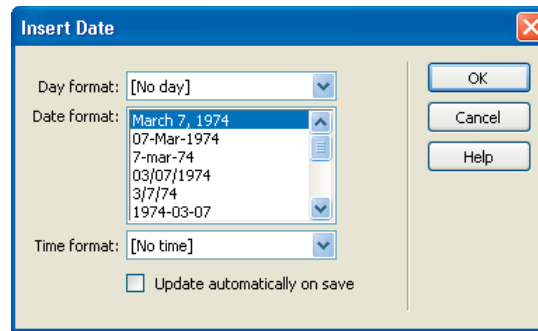 Insert Date
Day format: [No day]
OK
Date format: March 7, 1974
07-Mar-1974
Cancel
7-mar-74
03/07/1974
Help
3/7/74
1974-03-07
Time format: [No time]
Update automatically on save